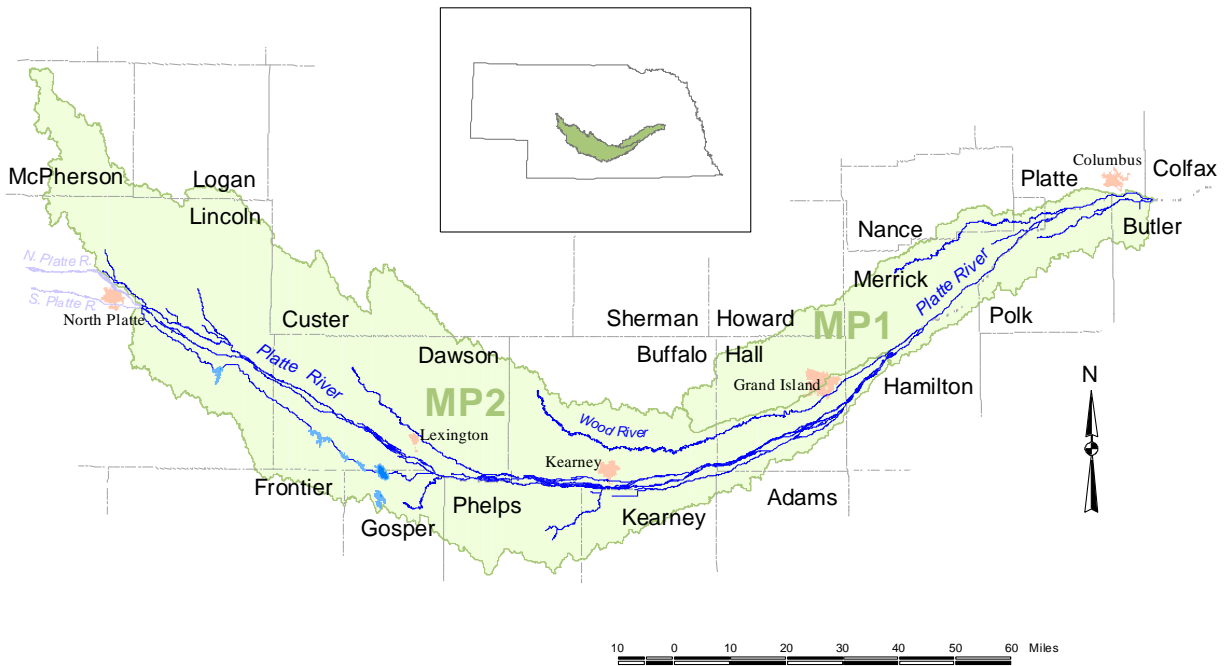 McPherson
Logan
Lincoln
N. Platte R.
S. Platte R.
North Platte
Custer
Platte River
Dawson
MP2
Lexington
Frontier
Gosper
Phelps
Sherman
Howard
Buffalo
Hall
MP1
Grand Island
Wood River
Kearney
Kearney
Adams
Hamilton
Polk
Merrick
Platte River
Nance
Platte
Columbus
Colfax
Butler
N
10 0 10 20 30 40 50 60 Miles